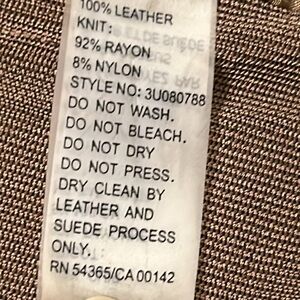 100% LEATHER
KNIT:
92% RAYON
8% NYLON
STYLE NO: 3U080788
DO NOT WASH.
DO NOT BLEACH.
DO NOT DRY
DO NOT PRESS.
DRY CLEAN BY
LEATHER AND
SUEDE PROCESS
ONLY.
RN 54365/CA 00142